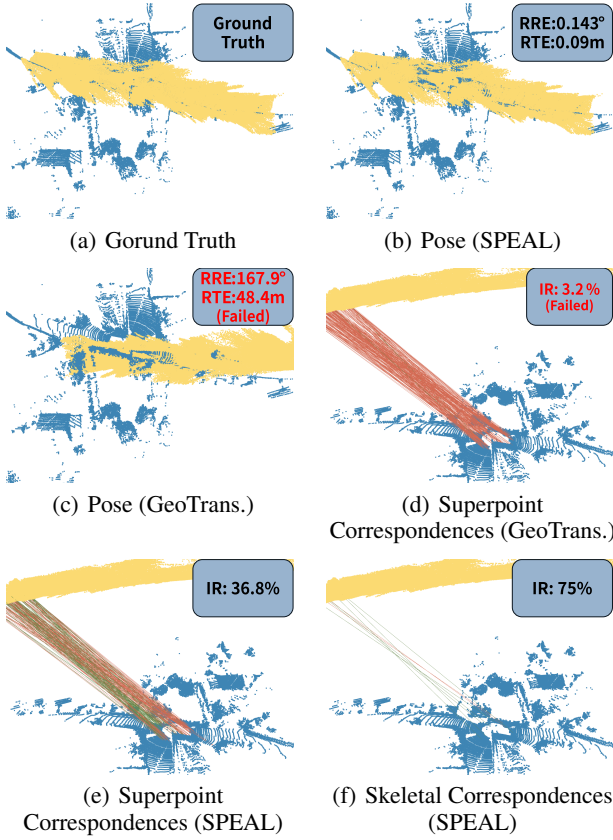 Ground
Truth
RRE:0.143°
RTE:0.09m
(a) Gorund Truth
(b) Pose (SPEAL)
RRE:167.9°
RTE:48.4m
(Failed)
IR: 3.2 %
(Failed)
(c) Pose (GeoTrans.)
(d) Superpoint
Correspondences (GeoTrans.)
IR: 36.8%
IR: 75%
(e) Superpoint
Correspondences (SPEAL)
(f) Skeletal Correspondences
(SPEAL)